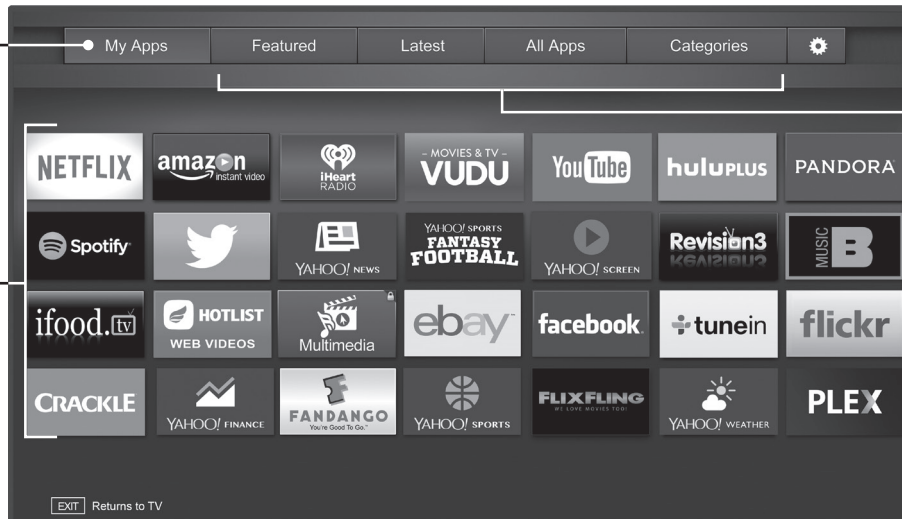 My Apps
Featured
Latest
All Apps
Categories
NETFLIX
amazon
instant video
iHeart
RADIO
– MOVIES & TV –
VUDU
YouTube
huluPLUS
PANDORA
Spotify
YAHOO! NEWS
YAHOO! SPORTS
FANTASY
FOOTBALL
YAHOO! SCREEN
Revision3
MUSIC
B
ifood.tv
HOTLIST
WEB VIDEOS
Multimedia
ebay
facebook
tunein
flickr
CRACKLE
YAHOO! FINANCE
FANDANGO
You're Good To Go.™
YAHOO! SPORTS
FLIXFLING
WE LOVE MOVIES TOO!
YAHOO! WEATHER
PLEX
EXIT Returns to TV